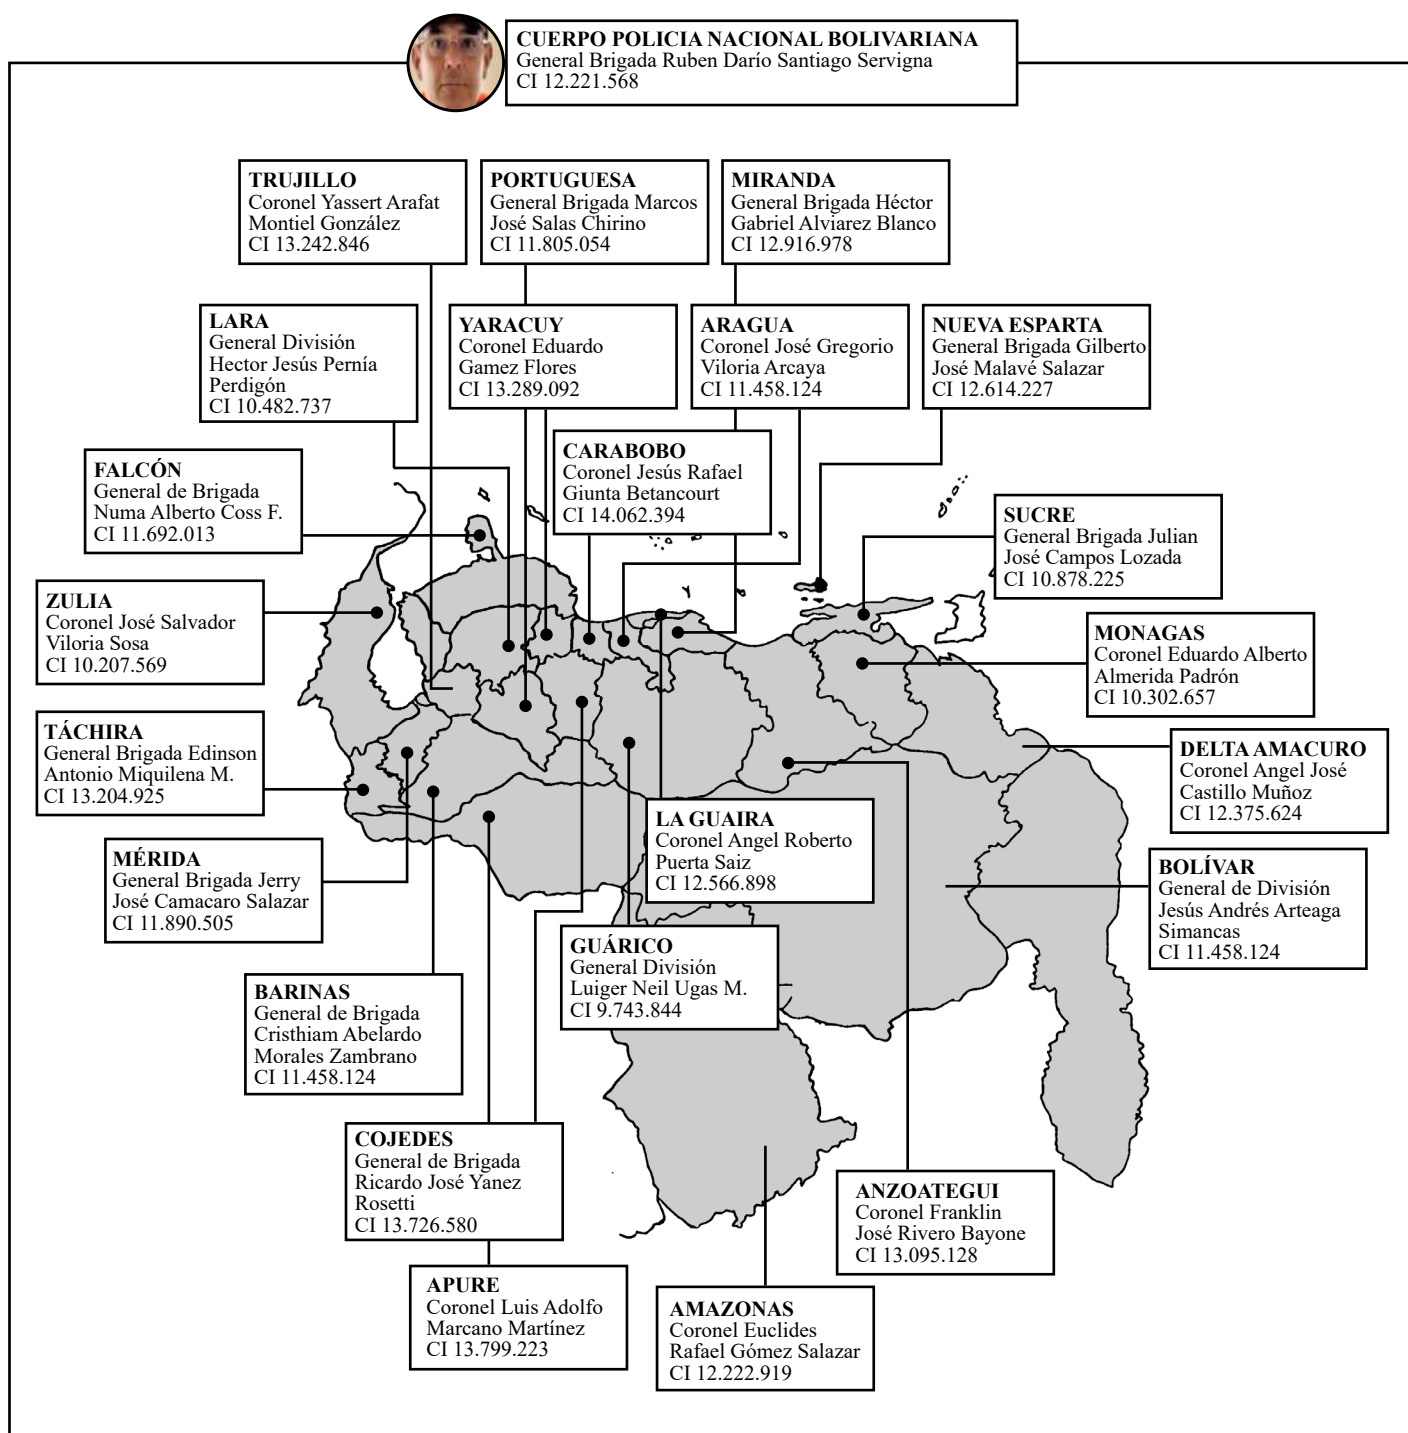 CUERPO POLICIA NACIONAL BOLIVARIANA
General Brigada Ruben Darío Santiago Servigna
CI 12.221.568
TRUJILLO
Coronel Yassert Arafat
Montiel González
CI 13.242.846
PORTUGUESA
General Brigada Marcos
José Salas Chirino
CI 11.805.054
MIRANDA
General Brigada Héctor
Gabriel Alviarez Blanco
CI 12.916.978
LARA
General División
Hector Jesús Pernía
Perdigón
CI 10.482.737
YARACUY
Coronel Eduardo
Gamez Flores
CI 13.289.092
ARAGUA
Coronel José Gregorio
Viloria Arcaya
CI 11.458.124
NUEVA ESPARTA
General Brigada Gilberto
José Malavé Salazar
CI 12.614.227
FALCÓN
General de Brigada
Numa Alberto Coss F.
CI 11.692.013
CARABOBO
Coronel Jesús Rafael
Giunta Betancourt
CI 14.062.394
SUCRE
General Brigada Julian
José Campos Lozada
CI 10.878.225
ZULIA
Coronel José Salvador
Viloria Sosa
CI 10.207.569
MONAGAS
Coronel Eduardo Alberto
Almerida Padrón
CI 10.302.657
TÁCHIRA
General Brigada Edinson
Antonio Miquilena M.
CI 13.204.925
DELTA AMACURO
Coronel Angel José
Castillo Muñoz
CI 12.375.624
LA GUAIRA
Coronel Angel Roberto
Puerta Saiz
CI 12.566.898
MÉRIDA
General Brigada Jerry
José Camacaro Salazar
CI 11.890.505
BOLÍVAR
General de División
Jesús Andrés Arteaga
Simancas
CI 11.458.124
GUÁRICO
General División
Luiger Neil Ugas M.
CI 9.743.844
BARINAS
General de Brigada
Cristhiam Abelardo
Morales Zambrano
CI 11.458.124
COJEDES
General de Brigada
Ricardo José Yanez
Rosetti
CI 13.726.580
ANZOATEGUI
Coronel Franklin
José Rivero Bayone
CI 13.095.128
APURE
Coronel Luis Adolfo
Marcano Martínez
CI 13.799.223
AMAZONAS
Coronel Euclides
Rafael Gómez Salazar
CI 12.222.919